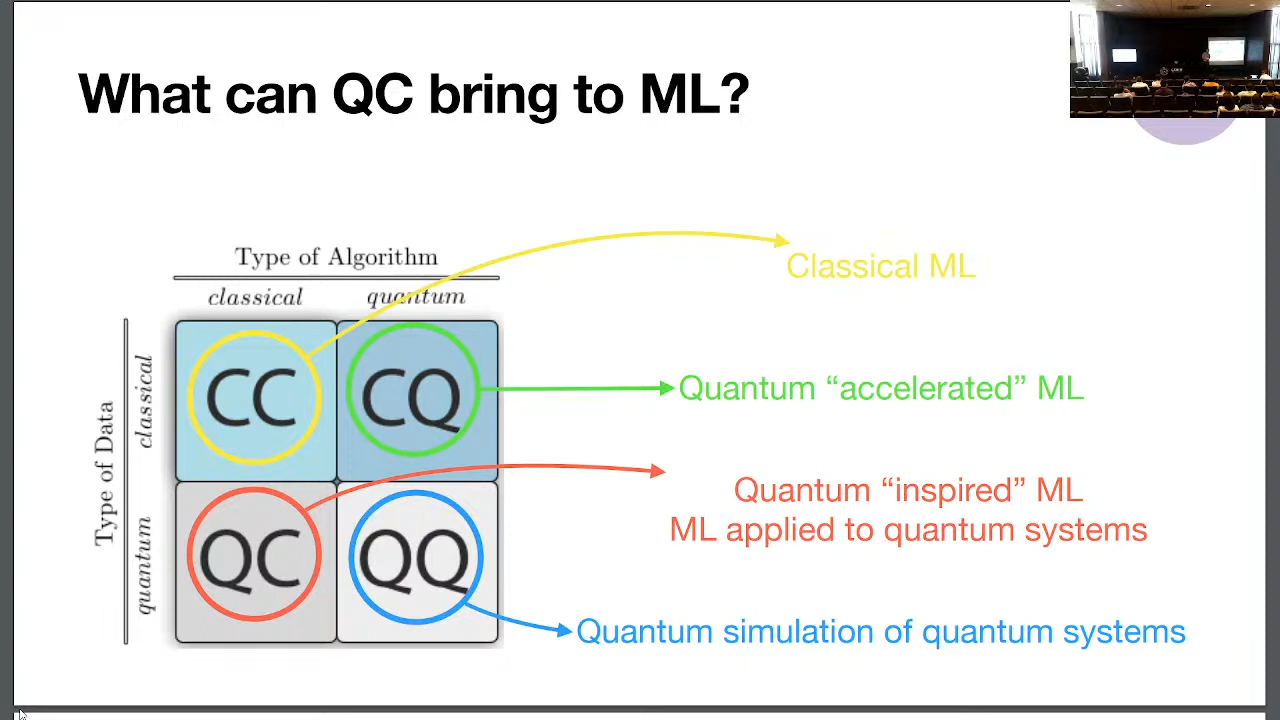 What can QC bring to ML?
Type of Algorithm
classical quantum
Type of Data
classical
quantum
CC
CQ
QC
QQ
Classical ML
Quantum “accelerated” ML
Quantum “inspired” ML
ML applied to quantum systems
Quantum simulation of quantum systems